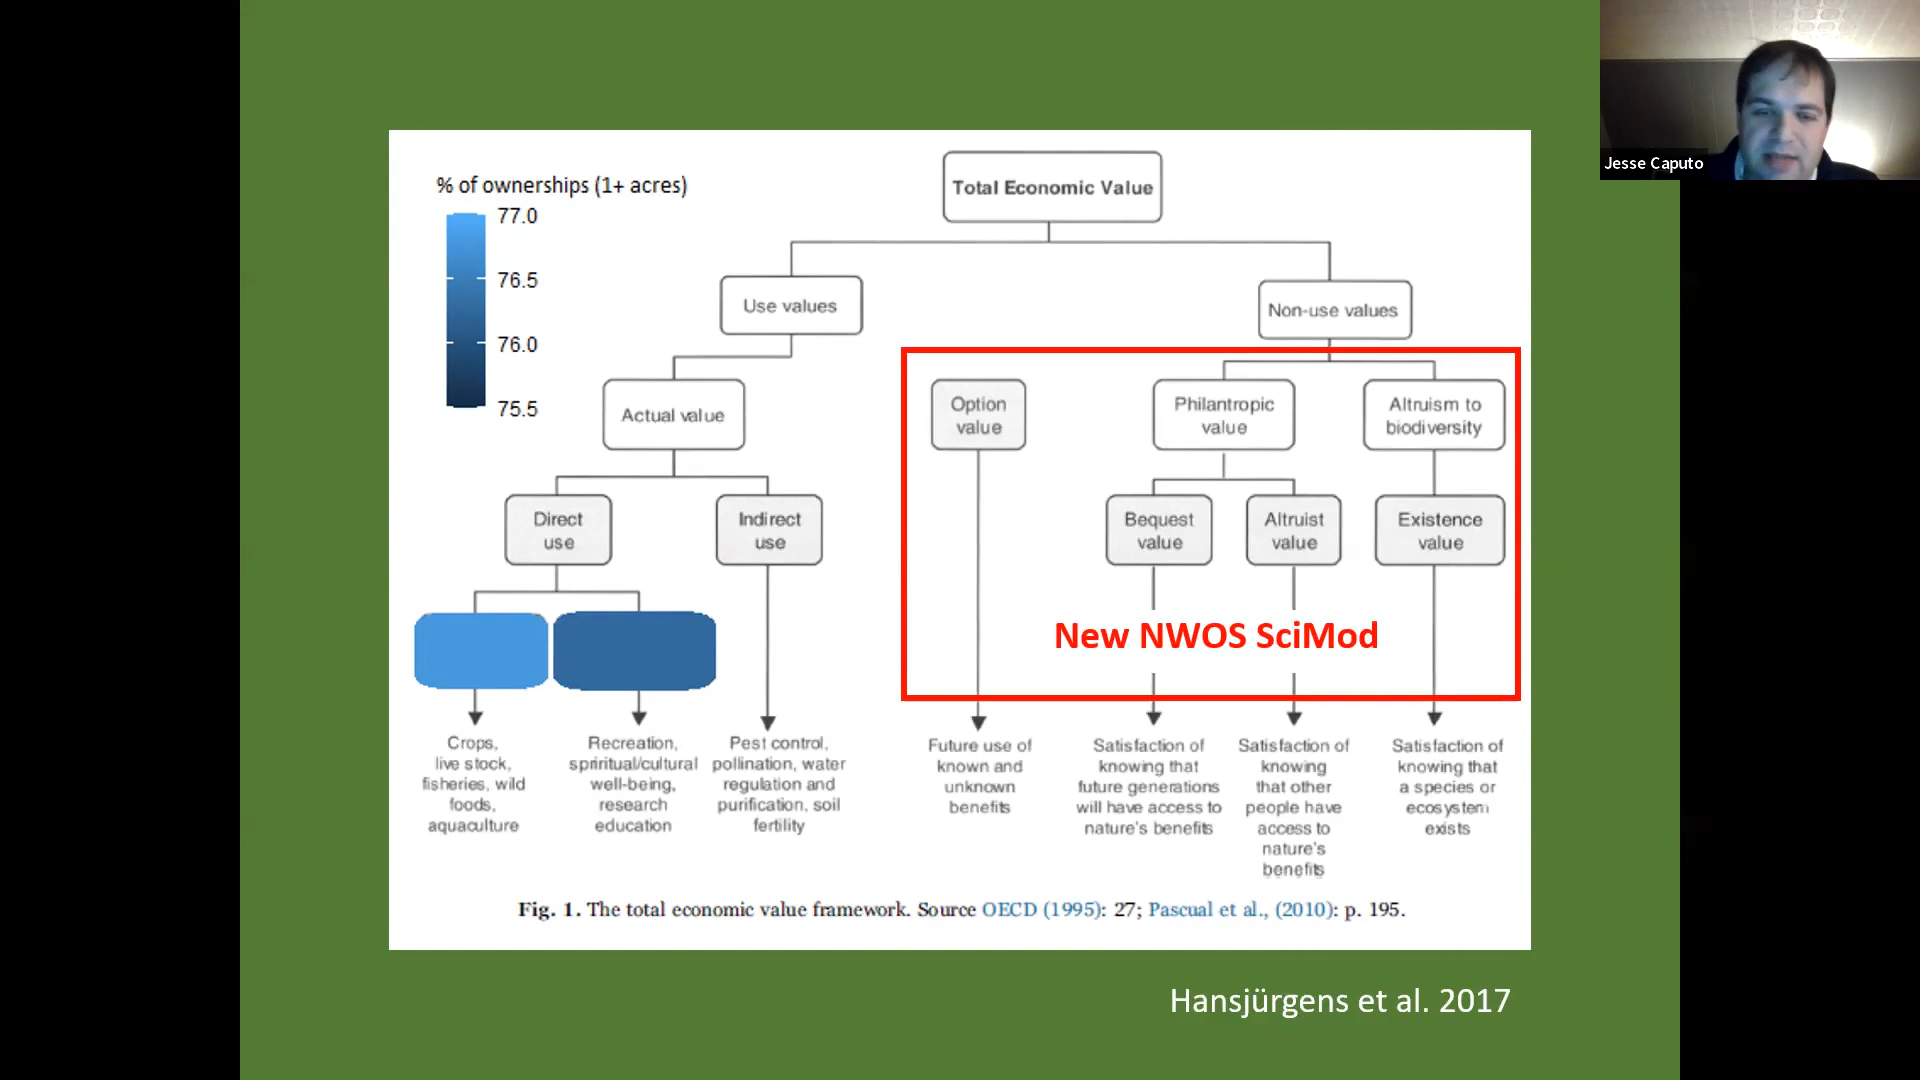 Jesse Caputo
Total Economic Value
% of ownerships (1+ acres)
77.0
76.5
76.0
75.5
Use values
Non-use values
Actual value
Option
value
Philantropic
value
Altruism to
biodiversity
Direct
use
Indirect
use
Bequest
value
Altruist
value
Existence
value
New NWOS SciMod
Crops,
live stock,
fisheries, wild
foods,
aquaculture
Recreation,
spriritual/cultural
well-being,
research
education
Pest control,
pollination, water
regulation and
purification, soil
fertility
Future use of
known and
unknown
benefits
Satisfaction of
knowing that
future generations
will have access to
nature's benefits
Satisfaction of
knowing
that other
people have
access to
nature's
benefits
Satisfaction of
knowing that
a species or
ecosystem
exists
Fig. 1. The total economic value framework. Source OECD (1995): 27; Pascual et al., (2010): p. 195.
Hansjürgens et al. 2017